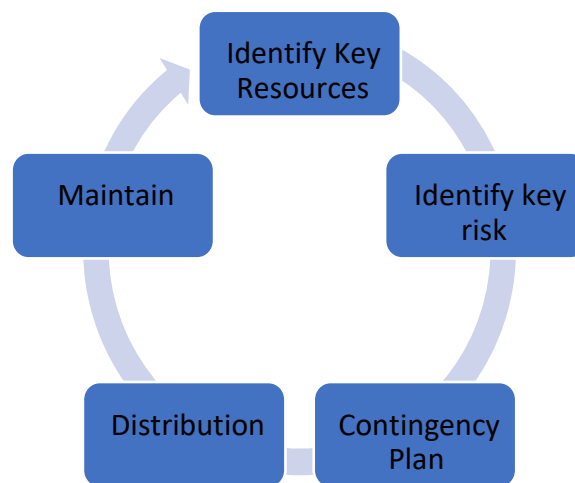 Identify Key
Resources
Identify key
risk
Contingency
Plan
Distribution
Maintain